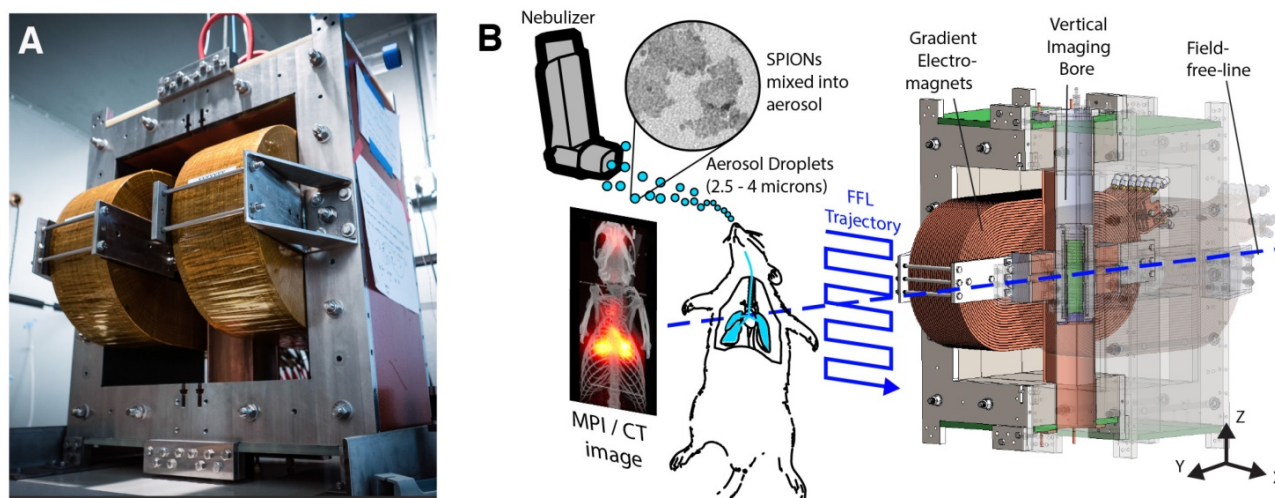 A
B
Nebulizer
SPIONs
mixed into
aerosol
Aerosol Droplets
(2.5 - 4 microns)
MPI / CT
image
FFL
Trajectory
Gradient
Electro-
magnets
Vertical
Imaging
Bore
Field-
free-line
Z
Y
X